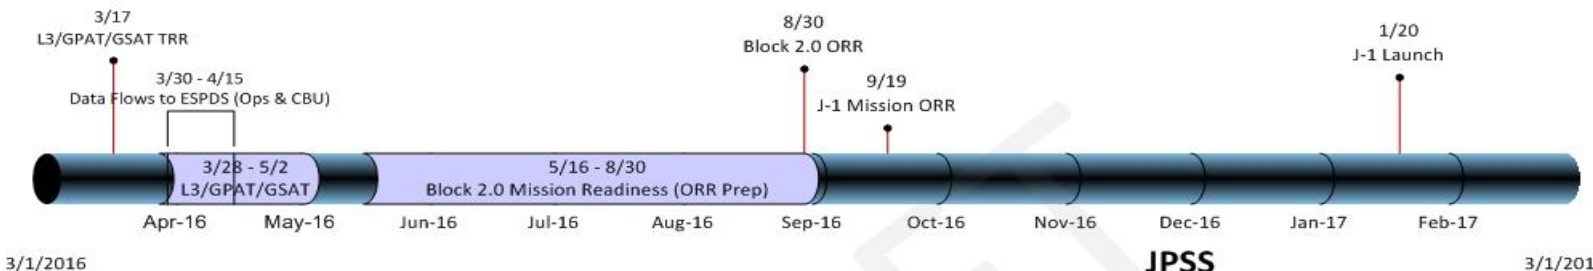 3/17
L3/GPAT/GSAT TRR
3/30 - 4/15
Data Flows to ESPDS (Ops & CBU)
8/30
Block 2.0 ORR
9/19
J-1 Mission ORR
1/20
J-1 Launch
3/28 - 5/2
L3/GPAT/GSAT
5/16 - 8/30
Block 2.0 Mission Readiness (ORR Prep)
Apr-16 May-16 Jun-16 Jul-16 Aug-16 Sep-16 Oct-16 Nov-16 Dec-16 Jan-17 Feb-17
3/1/2016 JPSS 3/1/201